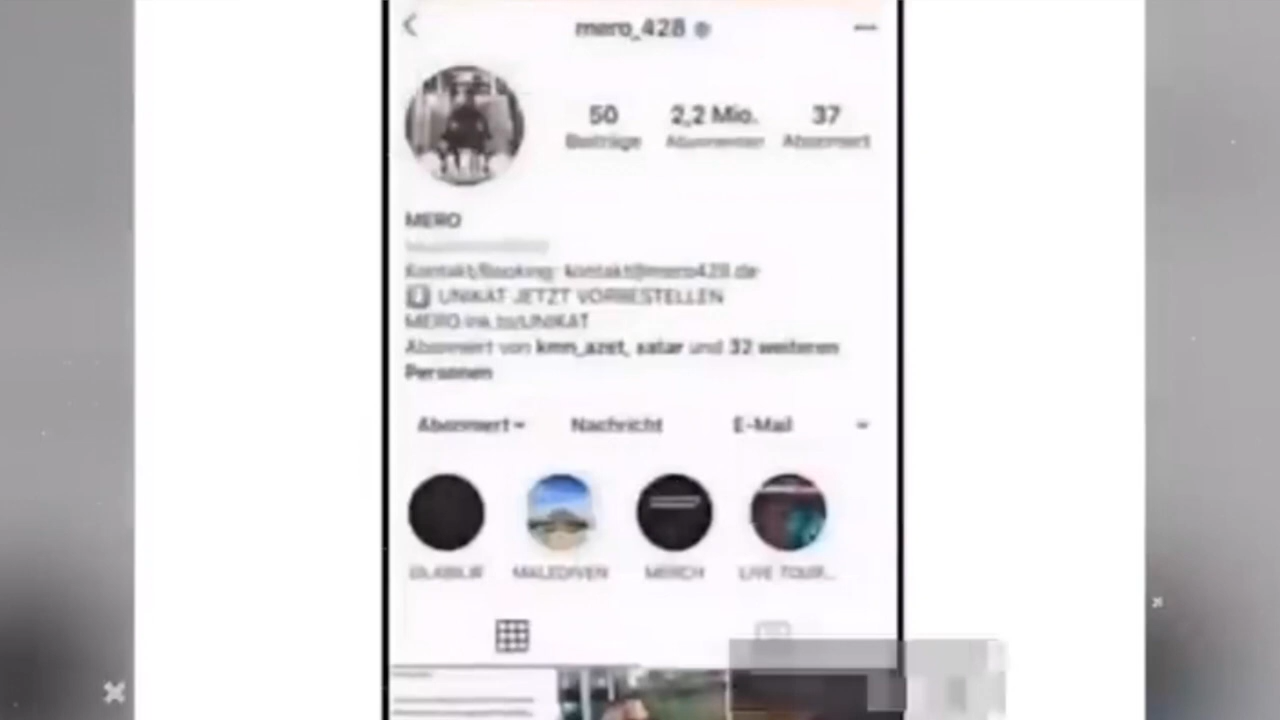 mero_428
50 2,2 Mio. 37
Beiträge Abonnenten Abonniert
MERO
Kontakt/Booking: kontakt@mero428.de
UNIKAT JETZT VORBESTELLEN
MERO.lnk.to/UNIKAT
Abonniert von kmn_azet, satar und 32 weiteren
Personen
Abonniert Nachricht E-Mail
MALEDIVEN MERCH LIVE TOUR...